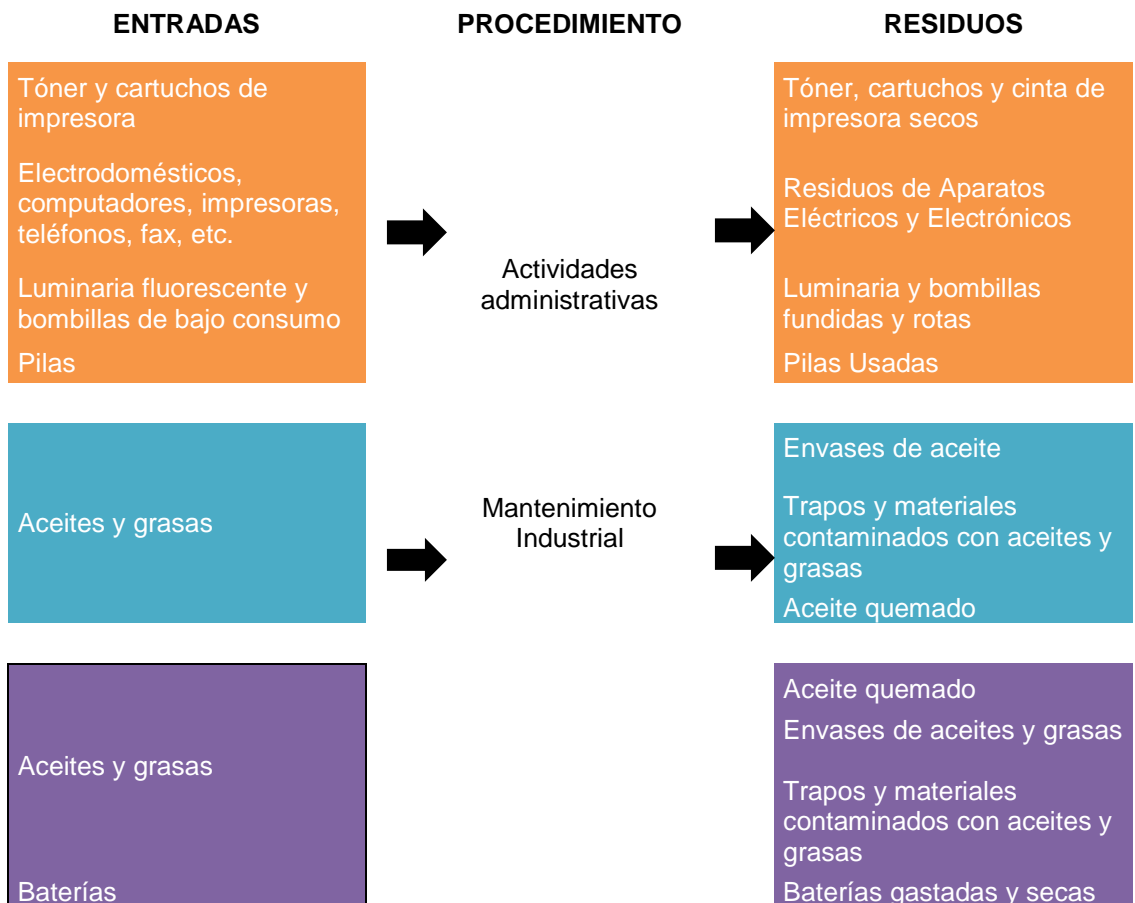 ENTRADAS
PROCEDIMIENTO
RESIDUOS
Tóner y cartuchos de
impresora
Electrodomésticos,
computadores, impresoras,
teléfonos, fax, etc.
Luminaria fluorescente y
bombillas de bajo consumo
Pilas
Actividades
administrativas
Tóner, cartuchos y cinta de
impresora secos
Residuos de Aparatos
Eléctricos y Electrónicos
Luminaria y bombillas
fundidas y rotas
Pilas Usadas
Aceites y grasas
Mantenimiento
Industrial
Envases de aceite
Trapos y materiales
contaminados con aceites y
grasas
Aceite quemado
Aceites y grasas
Baterías
Aceite quemado
Envases de aceites y grasas
Trapos y materiales
contaminados con aceites y
grasas
Baterías gastadas y secas